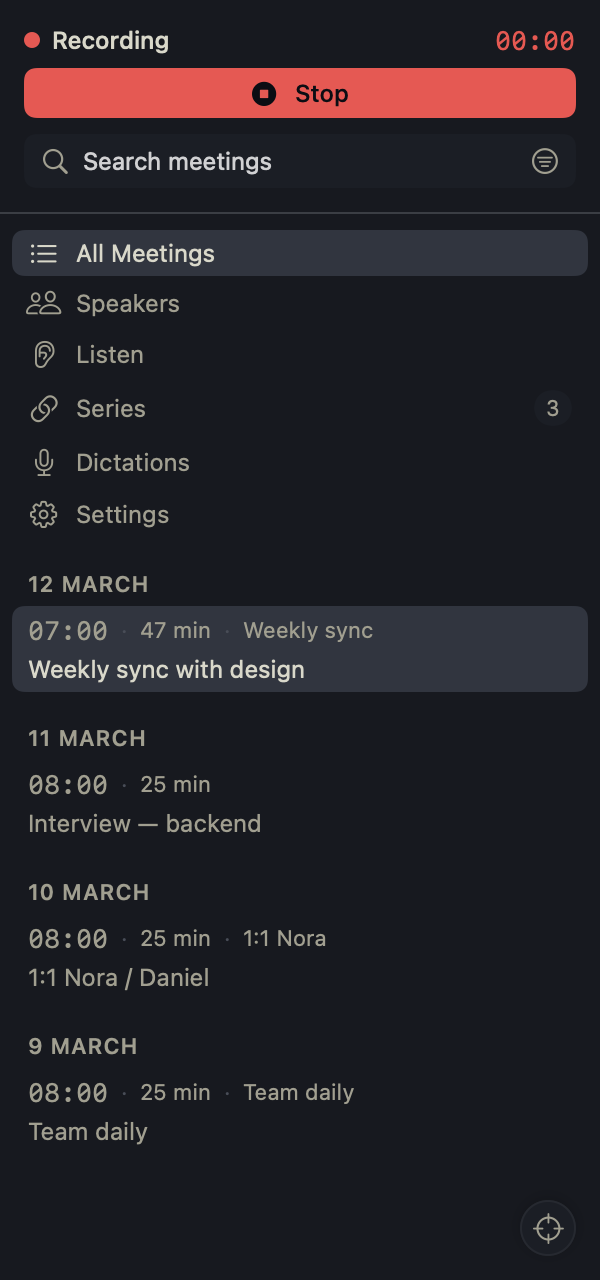 Recording 00:00
Stop
Search meetings
All Meetings
Speakers
Listen
Series 3
Dictations
Settings
12 MARCH
07:00 · 47 min · Weekly sync
Weekly sync with design
11 MARCH
08:00 · 25 min
Interview — backend
10 MARCH
08:00 · 25 min · 1:1 Nora
1:1 Nora / Daniel
9 MARCH
08:00 · 25 min · Team daily
Team daily